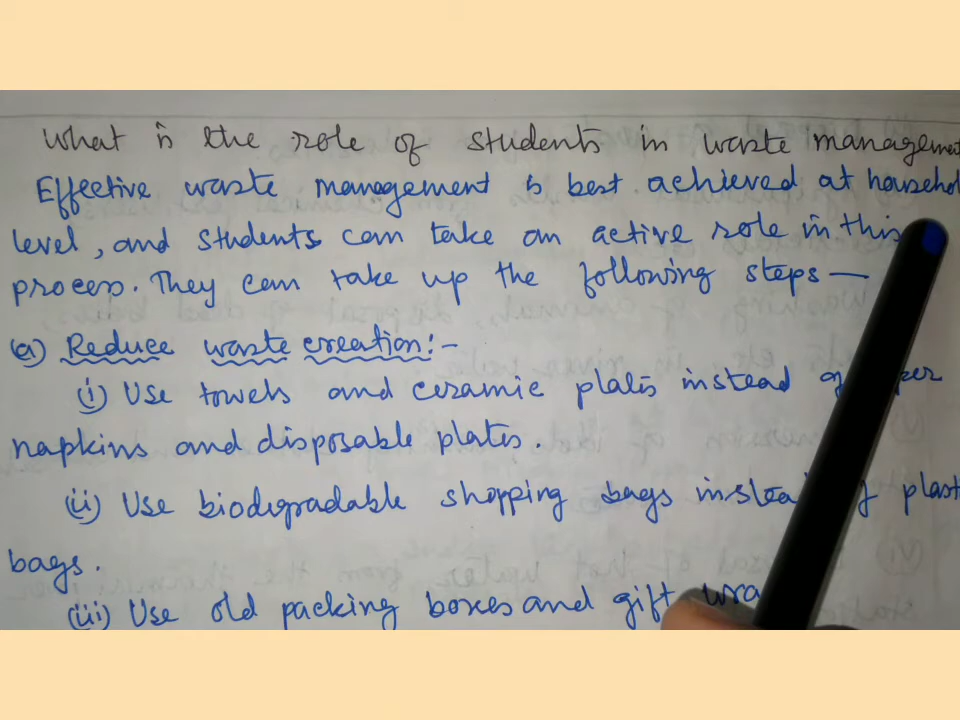 What is the role of students in waste management
Effective waste management is best achieved at househol
level, and students can take an active role in this
process. They can take up the following steps —
(a) Reduce waste creation:-
(i) Use towels and ceramic plates instead
napkins and disposable plates.
(ii) Use biodegradable shopping bags plast
bags.
(iii) Use old packing boxes and gift wra